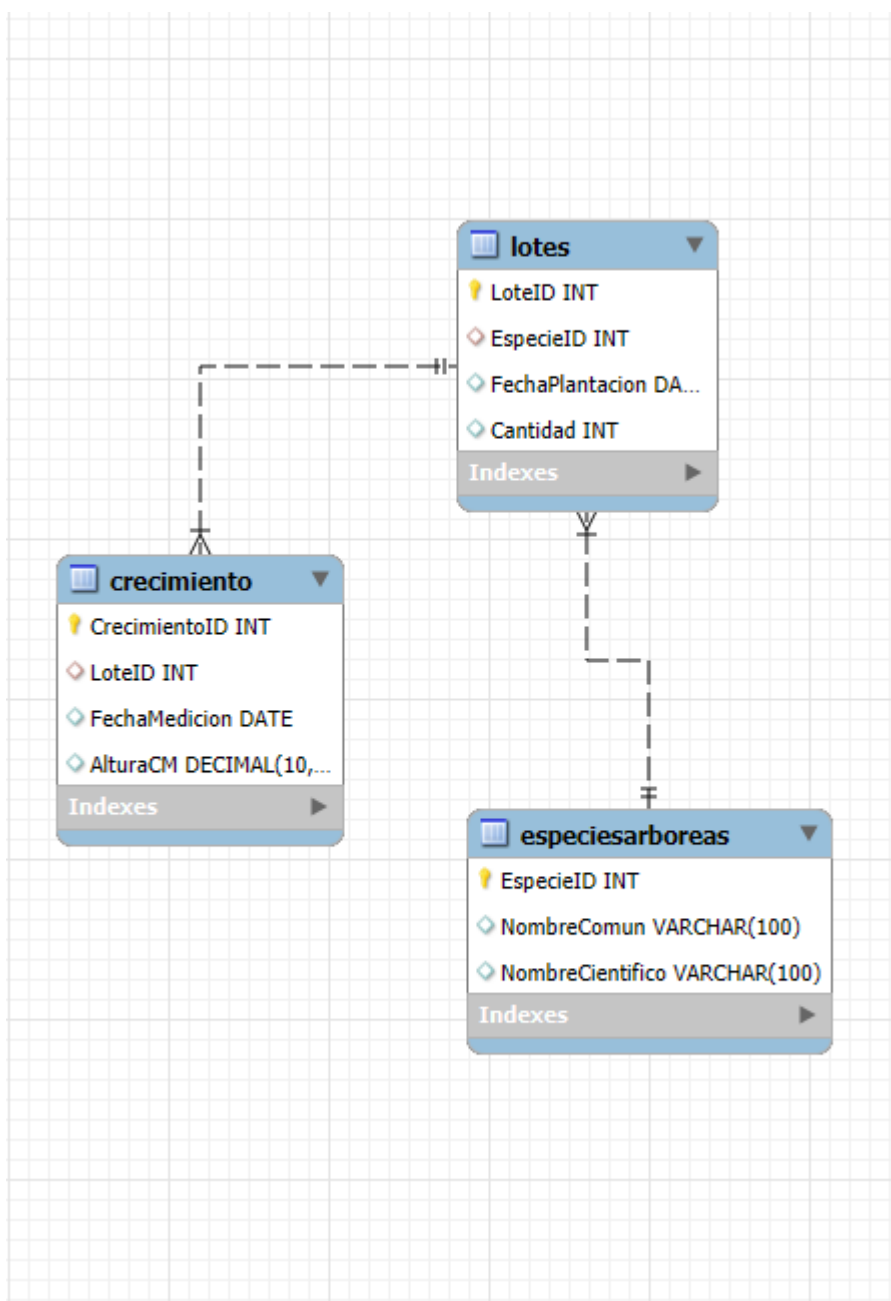 lotes
LoteID INT
EspecieID INT
FechaPlantacion DA...
Cantidad INT
Indexes
crecimiento
CrecimientoID INT
LoteID INT
FechaMedicion DATE
AlturaCM DECIMAL(10,...
Indexes
especiesarboreas
EspecieID INT
NombreComun VARCHAR(100)
NombreCientifico VARCHAR(100)
Indexes